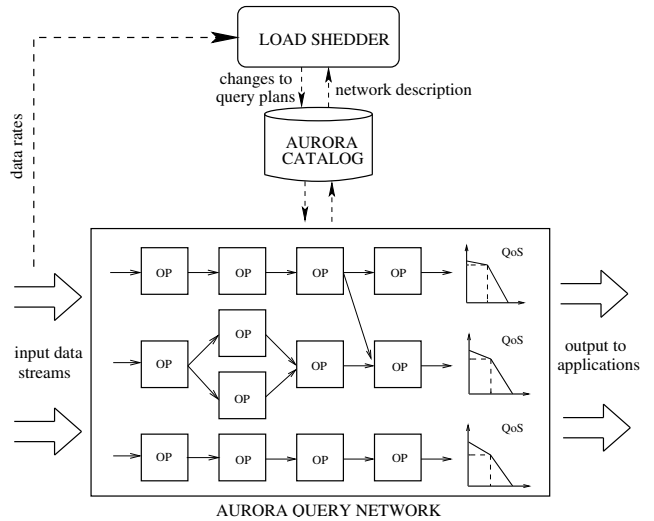 LOAD SHEDDER
changes to
query plans
network description
data rates
AURORA
CATALOG
QoS
OP OP OP OP
OP
QoS
input data
streams
OP OP OP
OP
output to
applications
QoS
OP OP OP OP
AURORA QUERY NETWORK